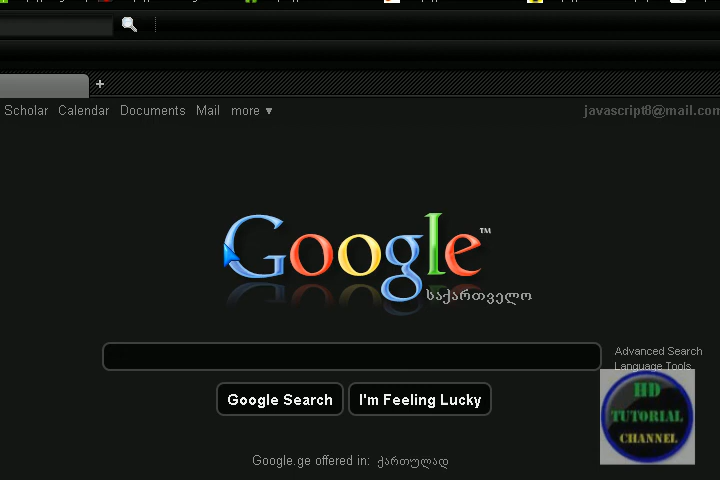 +
Scholar Calendar Documents Mail more ▼
javascript8@mail.com
Google™
საქართველო
Advanced Search
Language Tools
Google Search I'm Feeling Lucky
HD
TUTORIAL
CHANNEL
Google.ge offered in: ქართულად